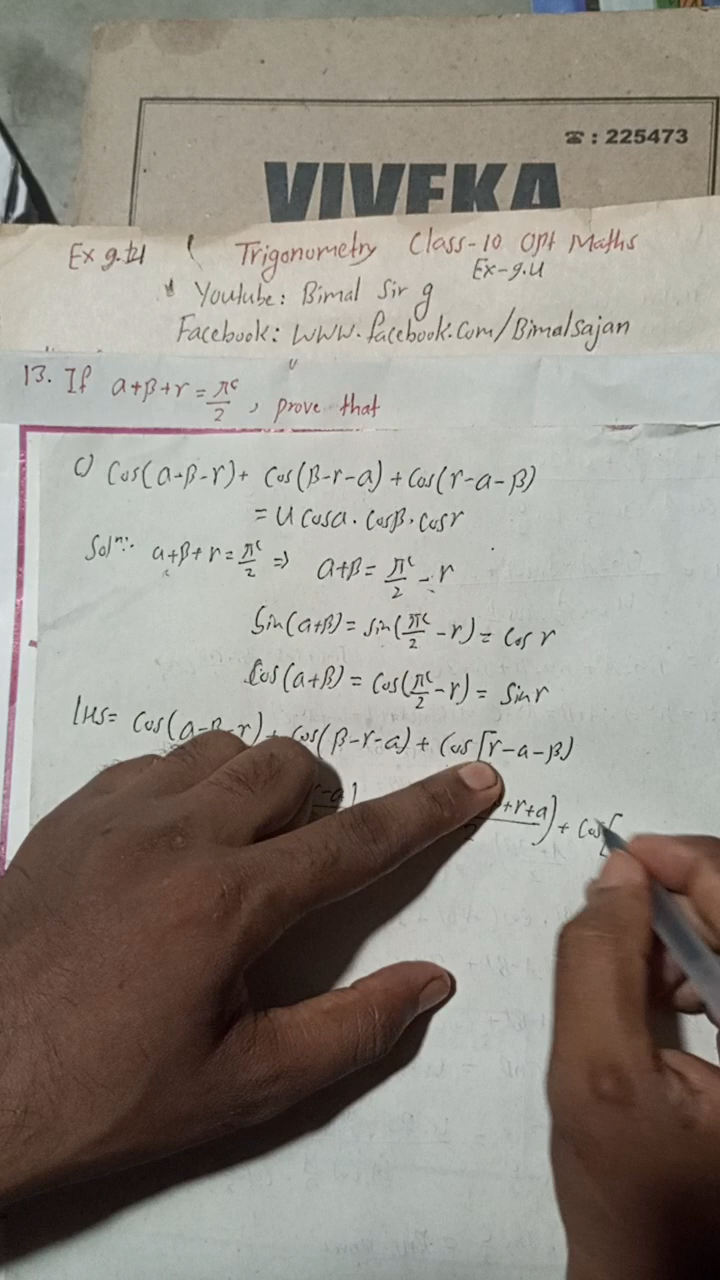 ☎ : 225473
VIVEKA
Ex 9.4 Trigonometry Class-10 Opt Maths
Ex-9.4
Youtube: Bimal Sir g
Facebook: WWW.facebook.Com/Bimalsajan
13. If α+β+r = π^c/2 , prove that
c) Cos(α-β-r)+ Cos(β-r-α) + Cos(r-α-β)
= 4 Cosα. Cosβ. Cosr
Solⁿ:- α+β+r = π^c/2 ⇒ α+β = π^c/2 - r
Sin(α+β) = Sin(π^c/2 - r) = Cos r
Cos(α+β) = Cos(π^c/2 - r) = Sin r
LHS= Cos(α-β-r) + Cos(β-r-α) + Cos[r-α-β)
+r+α) + Cos[